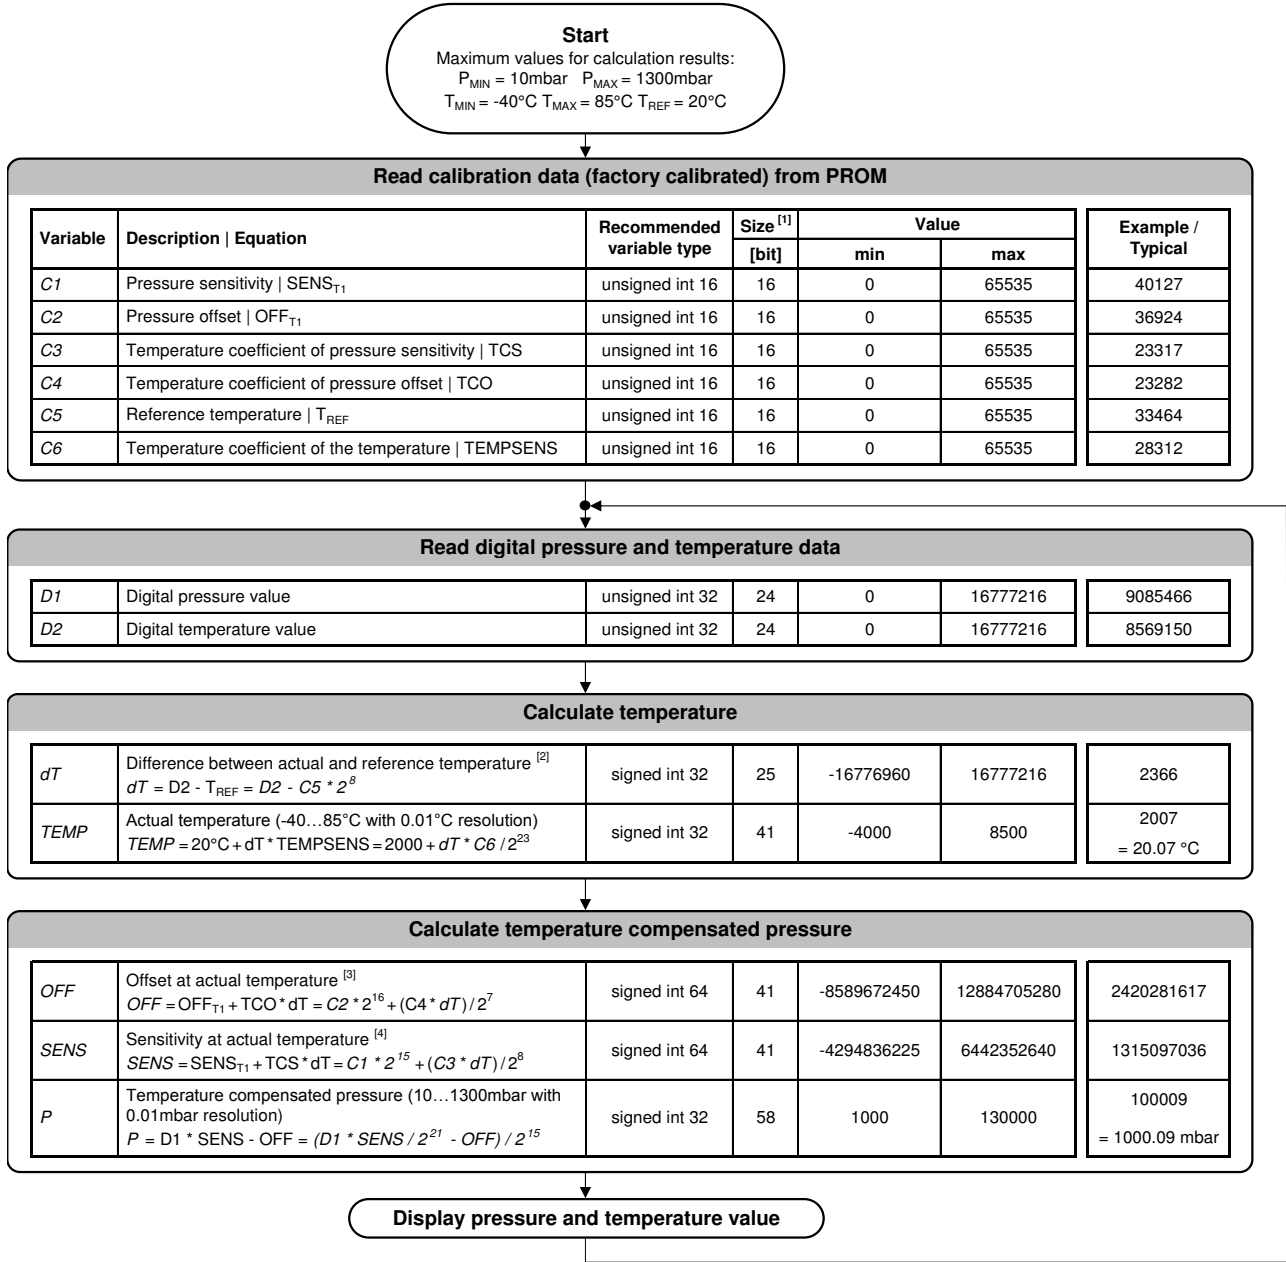 Start
Maximum values for calculation results:
P_MIN = 10mbar P_MAX = 1300mbar
T_MIN = -40°C T_MAX = 85°C T_REF = 20°C
Read calibration data (factory calibrated) from PROM
Variable Description | Equation Recommended variable type Size [1] [bit] Value min max Example / Typical
C1 Pressure sensitivity | SENS_T1 unsigned int 16 16 0 65535 40127
C2 Pressure offset | OFF_T1 unsigned int 16 16 0 65535 36924
C3 Temperature coefficient of pressure sensitivity | TCS unsigned int 16 16 0 65535 23317
C4 Temperature coefficient of pressure offset | TCO unsigned int 16 16 0 65535 23282
C5 Reference temperature | T_REF unsigned int 16 16 0 65535 33464
C6 Temperature coefficient of the temperature | TEMPSENS unsigned int 16 16 0 65535 28312
Read digital pressure and temperature data
D1 Digital pressure value unsigned int 32 24 0 16777216 9085466
D2 Digital temperature value unsigned int 32 24 0 16777216 8569150
Calculate temperature
dT Difference between actual and reference temperature [2]
dT = D2 - T_REF = D2 - C5 * 2^8 signed int 32 25 -16776960 16777216 2366
TEMP Actual temperature (-40…85°C with 0.01°C resolution)
TEMP = 20°C + dT * TEMPSENS = 2000 + dT * C6 / 2^23 signed int 32 41 -4000 8500 2007
= 20.07 °C
Calculate temperature compensated pressure
OFF Offset at actual temperature [3]
OFF = OFF_T1 + TCO * dT = C2 * 2^16 + (C4 * dT) / 2^7 signed int 64 41 -8589672450 12884705280 2420281617
SENS Sensitivity at actual temperature [4]
SENS = SENS_T1 + TCS * dT = C1 * 2^15 + (C3 * dT) / 2^8 signed int 64 41 -4294836225 6442352640 1315097036
P Temperature compensated pressure (10…1300mbar with
0.01mbar resolution)
P = D1 * SENS - OFF = (D1 * SENS / 2^21 - OFF) / 2^15 signed int 32 58 1000 130000 100009
= 1000.09 mbar
Display pressure and temperature value